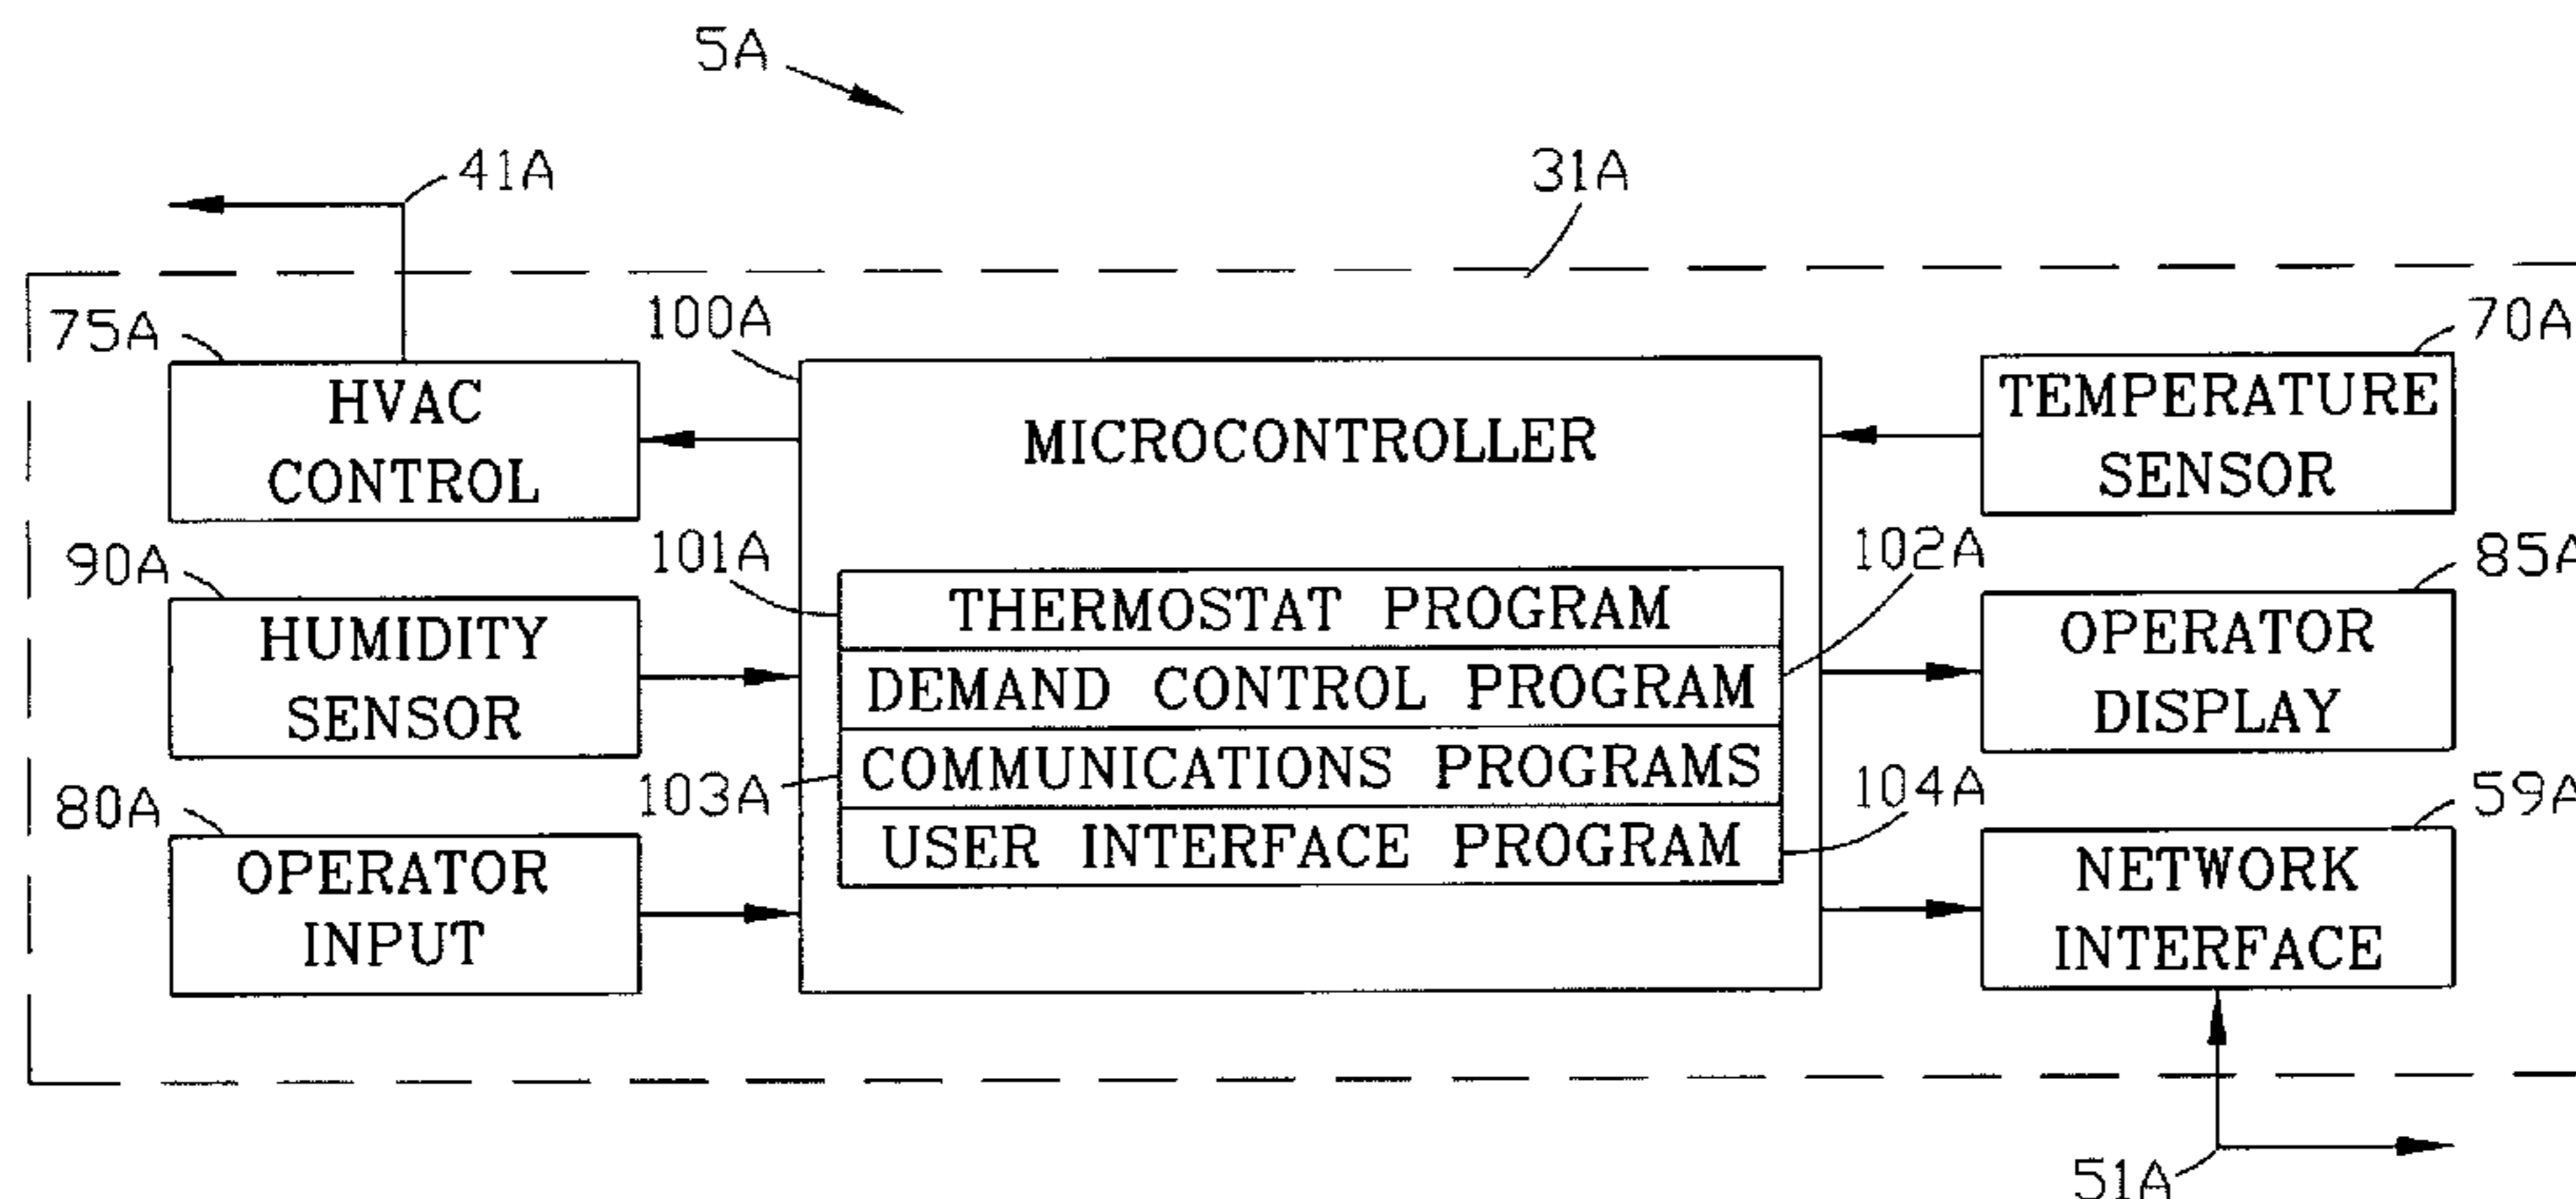 5A
41A
31A
75A
100A
70A
HVAC
CONTROL
MICROCONTROLLER
TEMPERATURE
SENSOR
90A
101A
102A
85A
HUMIDITY
SENSOR
THERMOSTAT PROGRAM
DEMAND CONTROL PROGRAM
COMMUNICATIONS PROGRAMS
USER INTERFACE PROGRAM
OPERATOR
DISPLAY
80A
103A
104A
59A
OPERATOR
INPUT
NETWORK
INTERFACE
51A